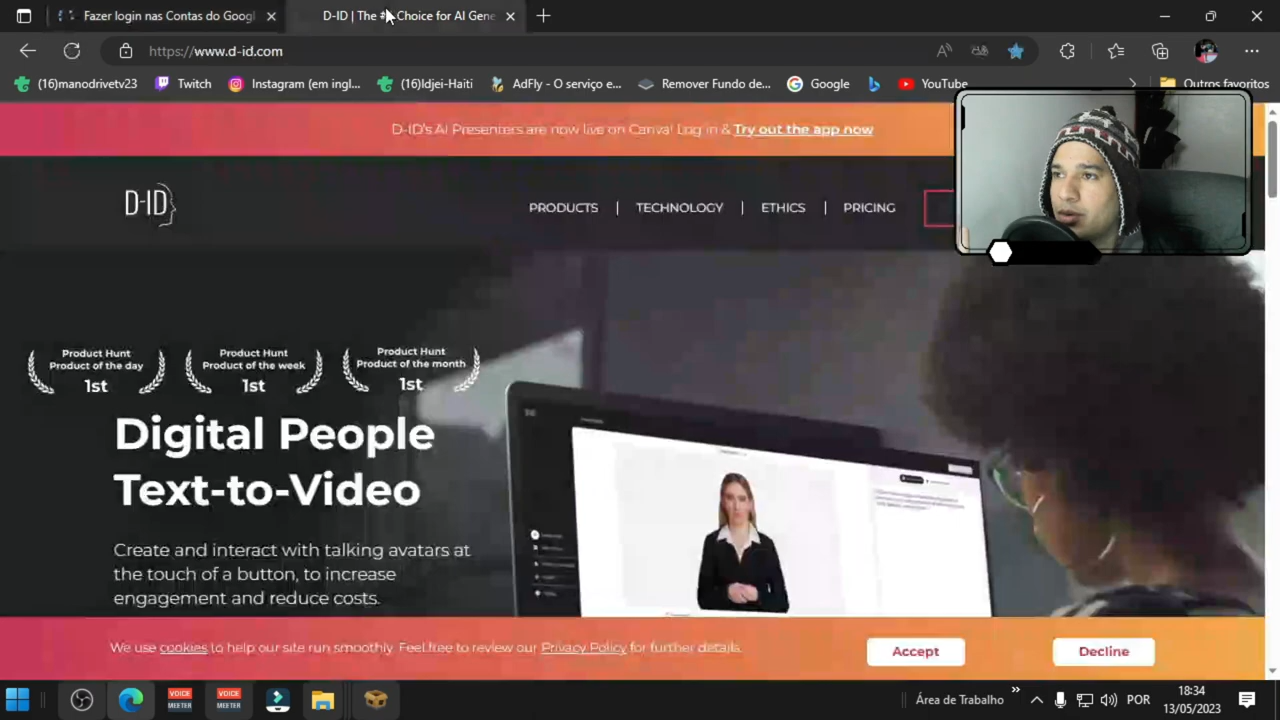 Fazer login nas Contas do Googl
D-ID | The #1 Choice for AI Gene
https://www.d-id.com
(16)manodrivetv23
Twitch
Instagram (em ingl...
(16)ldjei-Haiti
AdFly - O serviço e...
Remover Fundo de...
Google
YouTube
Outros favoritos
D-ID's AI Presenters are now live on Canva! Log in & Try out the app now
D-ID
PRODUCTS | TECHNOLOGY | ETHICS | PRICING
Product Hunt
Product of the day
1st
Product Hunt
Product of the week
1st
Product Hunt
Product of the month
1st
Digital People
Text-to-Video
Create and interact with talking avatars at
the touch of a button, to increase
engagement and reduce costs.
We use cookies to help our site run smoothly. Feel free to review our Privacy Policy for further details.
Accept
Decline
VOICE
MEETER
VOICE
MEETER
Área de Trabalho
POR
18:34
13/05/2023